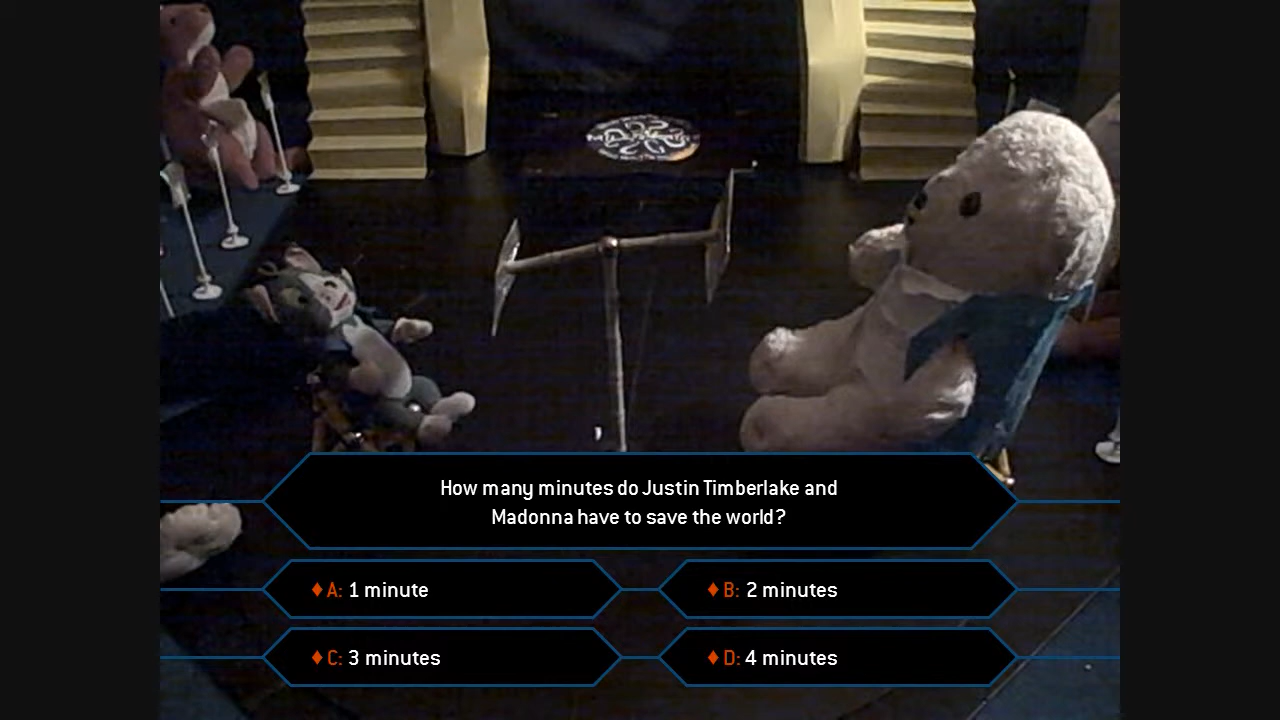 How many minutes do Justin Timberlake and
Madonna have to save the world?
♦ A: 1 minute
♦ B: 2 minutes
♦ C: 3 minutes
♦ D: 4 minutes